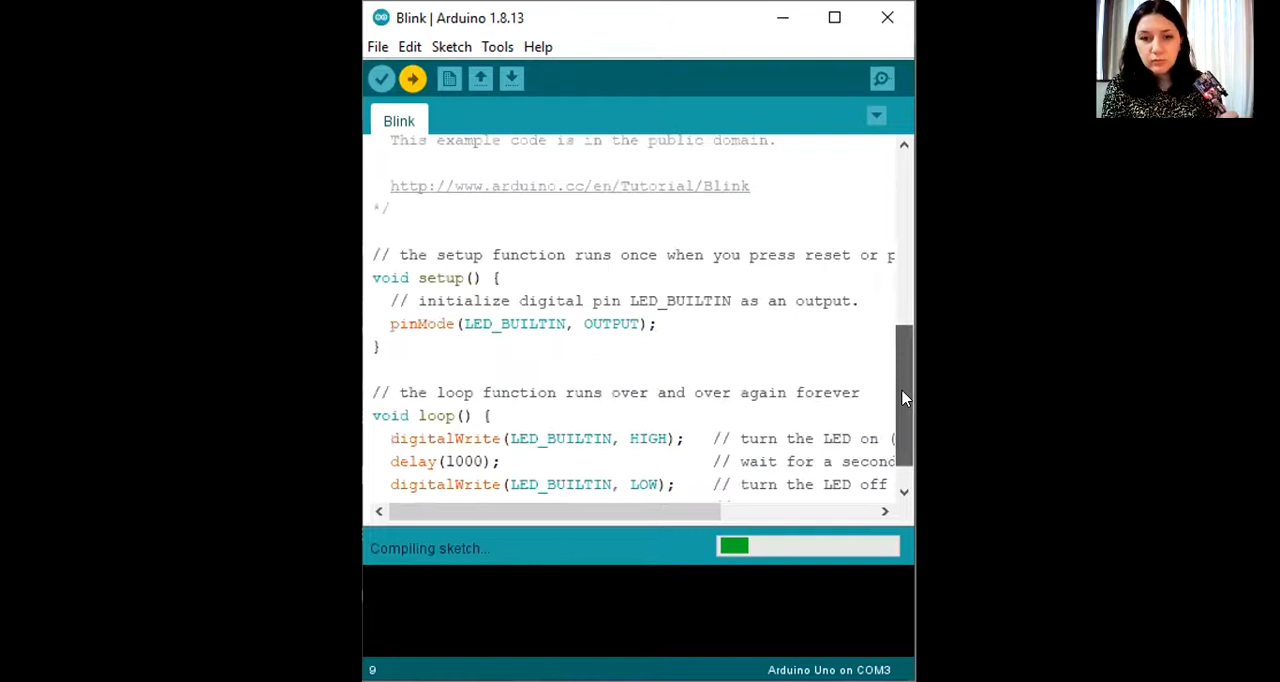 Blink | Arduino 1.8.13
File Edit Sketch Tools Help
Blink
This example code is in the public domain.
http://www.arduino.cc/en/Tutorial/Blink
*/
// the setup function runs once when you press reset or p
void setup() {
// initialize digital pin LED_BUILTIN as an output.
pinMode(LED_BUILTIN, OUTPUT);
}
// the loop function runs over and over again forever
void loop() {
digitalWrite(LED_BUILTIN, HIGH); // turn the LED on (
delay(1000); // wait for a second
digitalWrite(LED_BUILTIN, LOW); // turn the LED off
Compiling sketch...
9 Arduino Uno on COM3